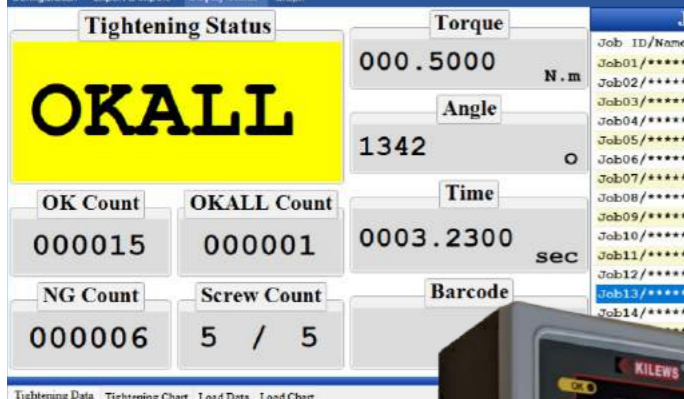 Tightening Status
OKALL
OK Count
000015
OKALL Count
000001
NG Count
000006
Screw Count
5 / 5
Torque
000.5000
N.m
Angle
1342
O
Time
0003.2300
sec
Barcode
Job ID/Name
Job01/*****
Job02/*****
Job03/*****
Job04/*****
Job05/*****
Job06/*****
Job07/*****
Job08/*****
Job09/*****
Job10/*****
Job11/*****
Job12/*****
Job13/*****
Job14/*****
KILEWS
OK
Tightening Data Tightening Chart Load Data Load Chart